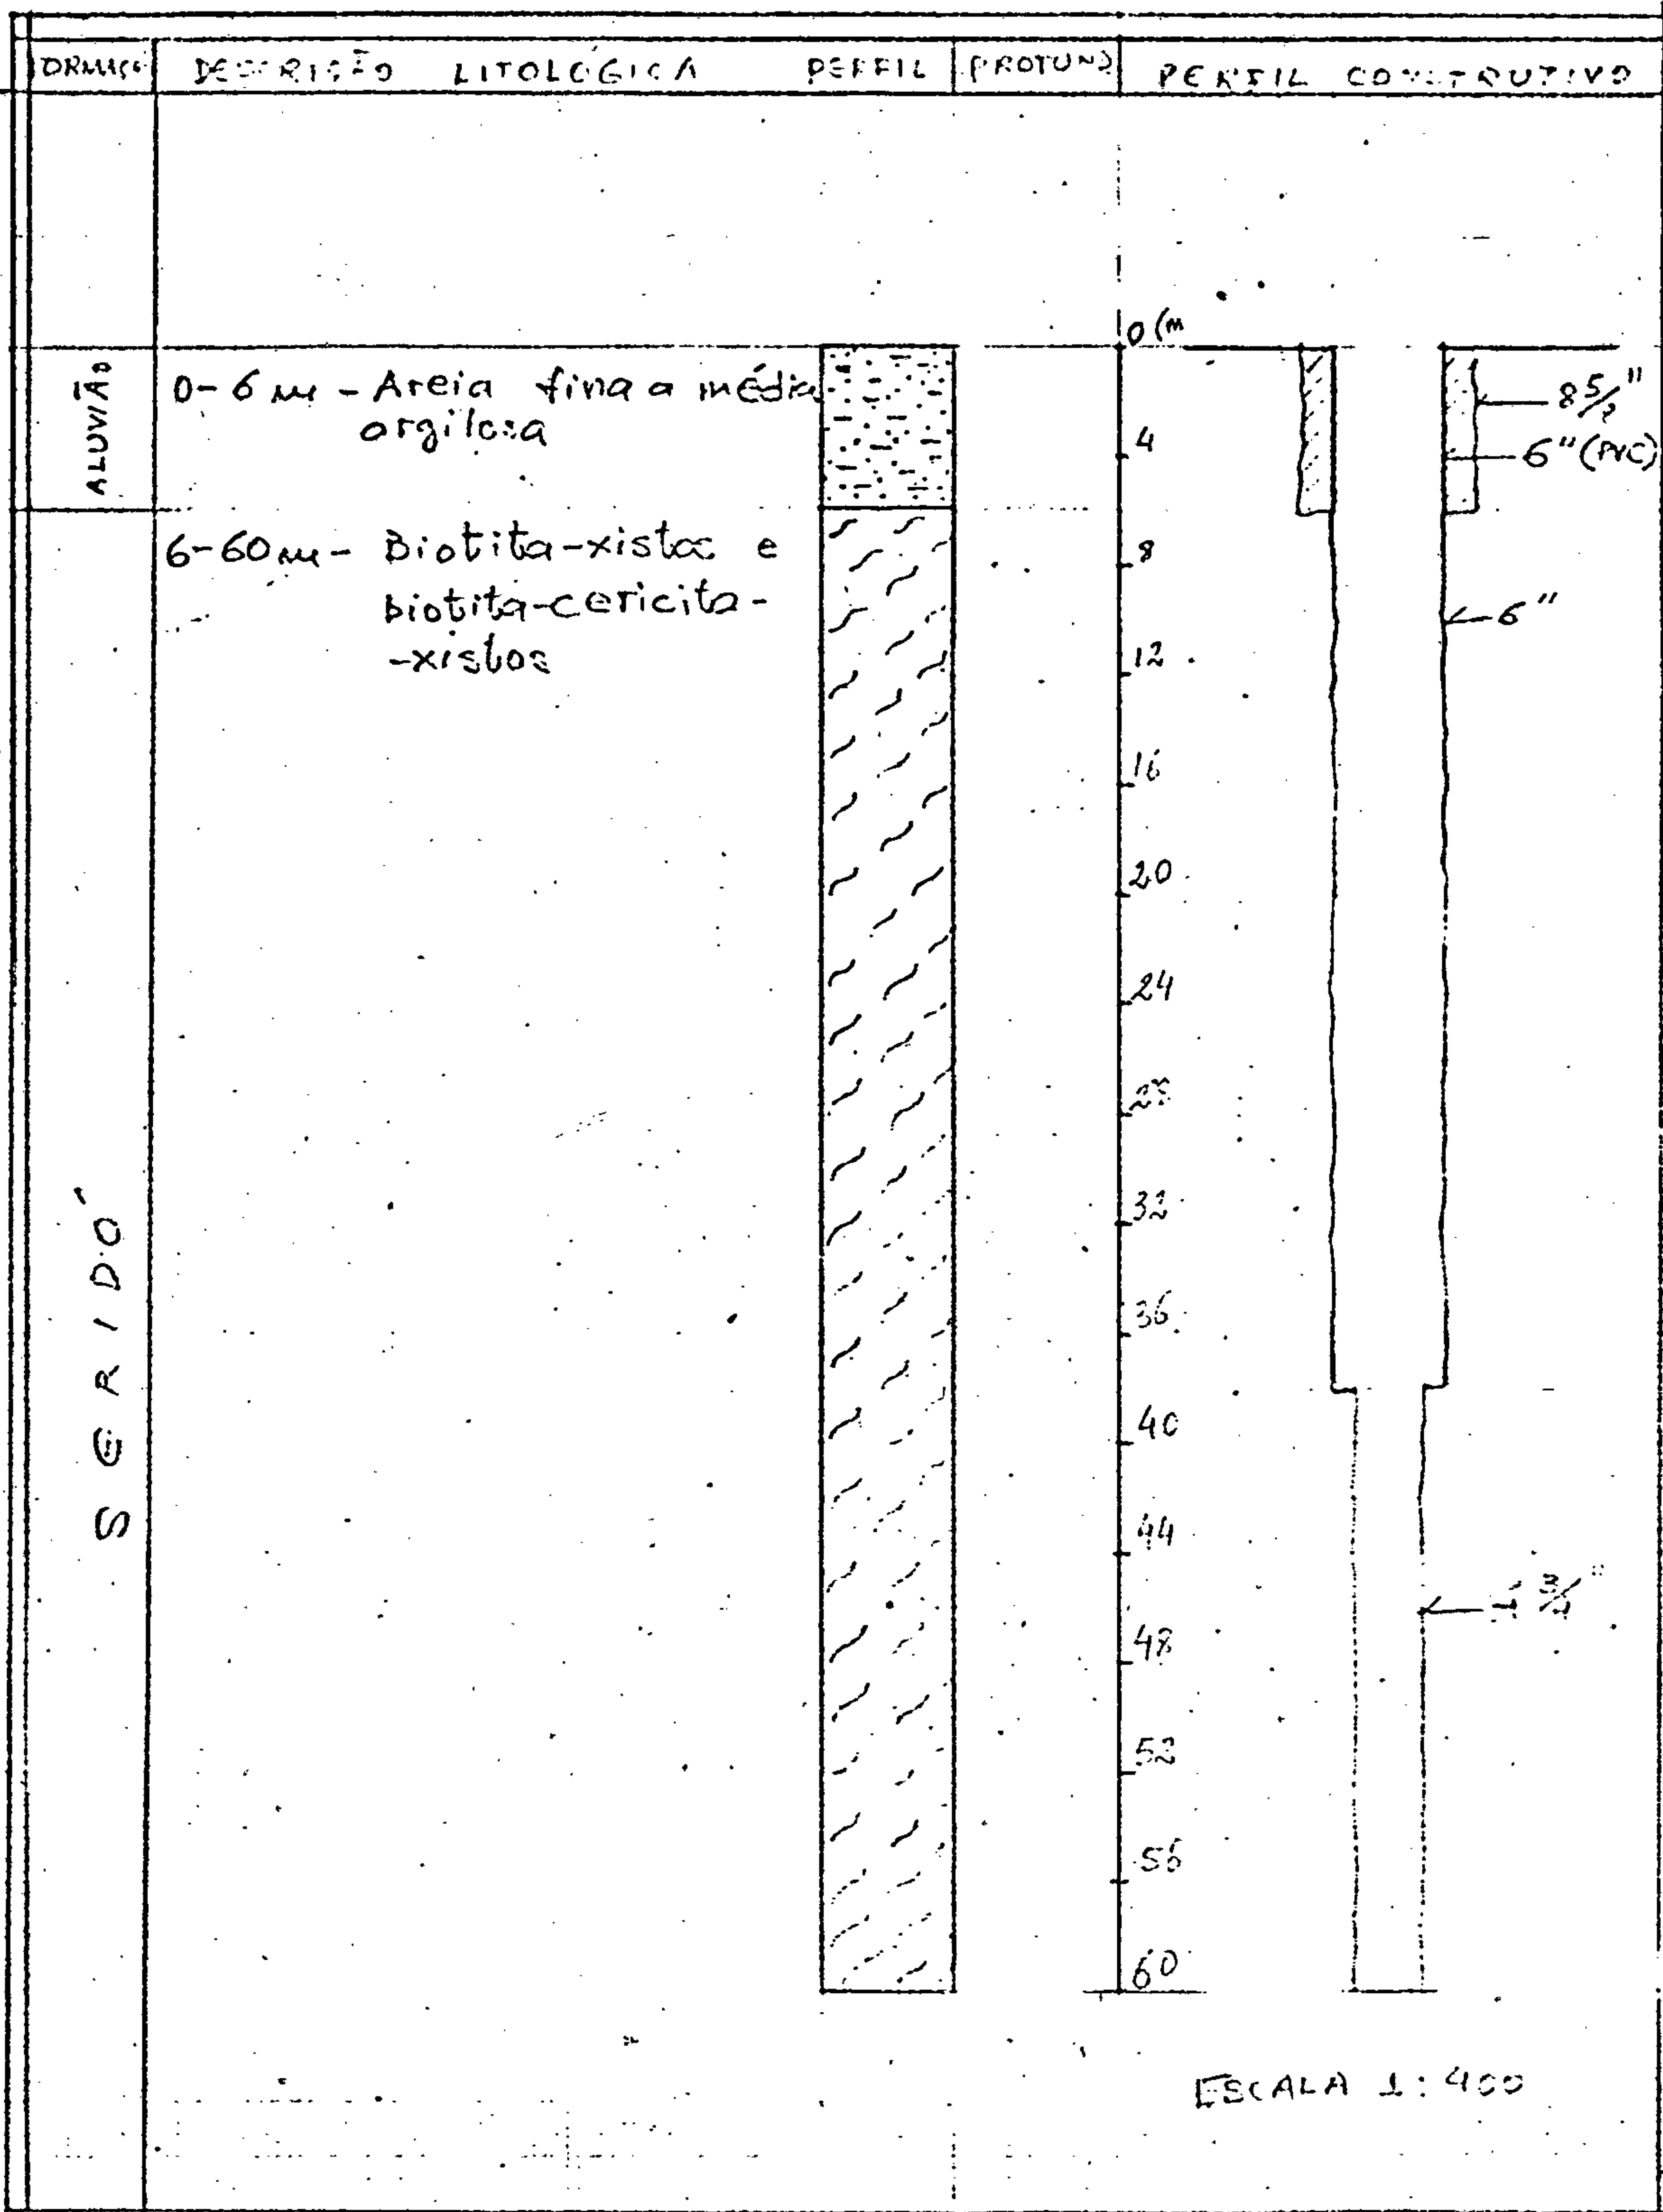 DESCRIÇÃO LITOLÓGICA PERFIL PROFUND PERFIL CONSTRUTIVO
0 (m
ALUVIÃO
0-6 m - Areia fina a média
argilosa
8 5/8"
4
6" (PVC)
6-60 m - Biotita-xistos e
biotita-cericita-
-xistos
8
6"
12
16
20
24
28
32
SERIDÓ
36
40
44
3/4"
48
52
56
60
ESCALA 1:400